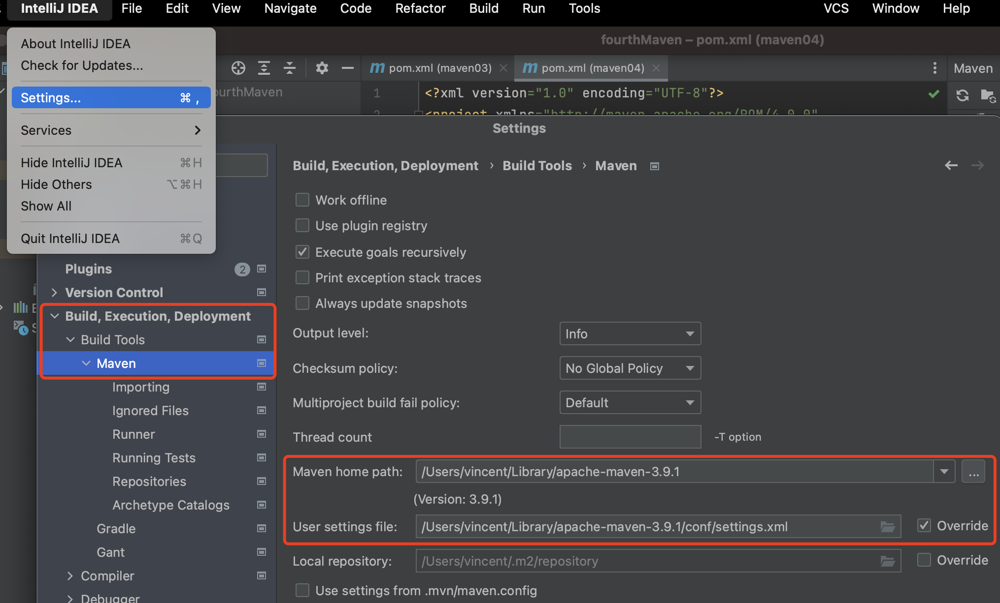 IntelliJ IDEA File Edit View Navigate Code Refactor Build Run Tools VCS Window Help
fourthMaven – pom.xml (maven04)
About IntelliJ IDEA
Check for Updates...
Settings... ⌘ ,
Services
Hide IntelliJ IDEA ⌘H
Hide Others ⌥⌘H
Show All
Quit IntelliJ IDEA ⌘Q
pom.xml (maven03) pom.xml (maven04) Maven
ourthMaven
1 <?xml version="1.0" encoding="UTF-8"?>
2 <project xmlns="http://maven.apache.org/POM/4.0.0"
Settings
Plugins 2
Version Control
Build, Execution, Deployment
Build Tools
Maven
Importing
Ignored Files
Runner
Running Tests
Repositories
Archetype Catalogs
Gradle
Gant
Compiler
Debugger
Build, Execution, Deployment › Build Tools › Maven
Work offline
Use plugin registry
Execute goals recursively
Print exception stack traces
Always update snapshots
Output level: Info
Checksum policy: No Global Policy
Multiproject build fail policy: Default
Thread count -T option
Maven home path: /Users/vincent/Library/apache-maven-3.9.1 ...
(Version: 3.9.1)
User settings file: /Users/vincent/Library/apache-maven-3.9.1/conf/settings.xml Override
Local repository: /Users/vincent/.m2/repository Override
Use settings from .mvn/maven.config